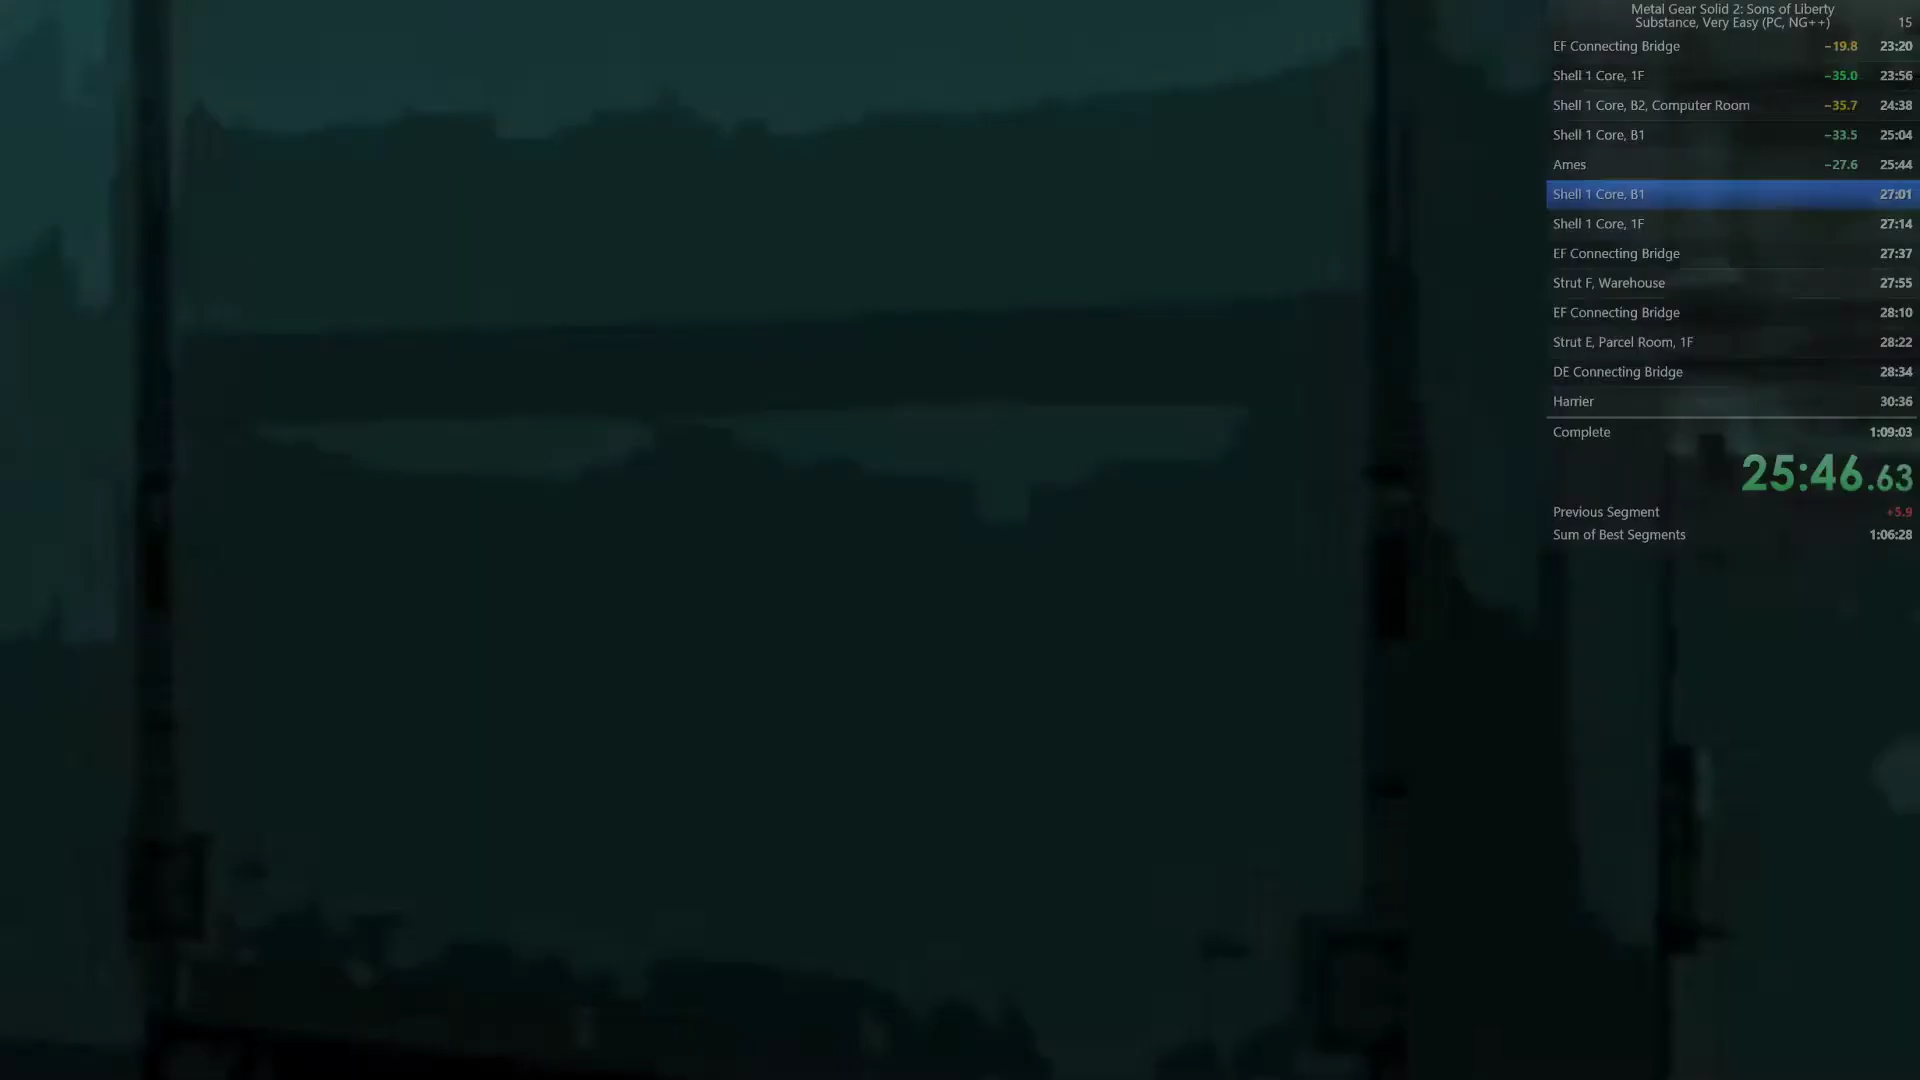 Metal Gear Solid 2: Sons of Liberty
Substance, Very Easy (PC, NG++) 15
EF Connecting Bridge −19.8 23:20
Shell 1 Core, 1F −35.0 23:56
Shell 1 Core, B2, Computer Room −35.7 24:38
Shell 1 Core, B1 −33.5 25:04
Ames −27.6 25:44
Shell 1 Core, B1 27:01
Shell 1 Core, 1F 27:14
EF Connecting Bridge 27:37
Strut F, Warehouse 27:55
EF Connecting Bridge 28:10
Strut E, Parcel Room, 1F 28:22
DE Connecting Bridge 28:34
Harrier 30:36
Complete 1:09:03
25:46.63
Previous Segment +5.9
Sum of Best Segments 1:06:28